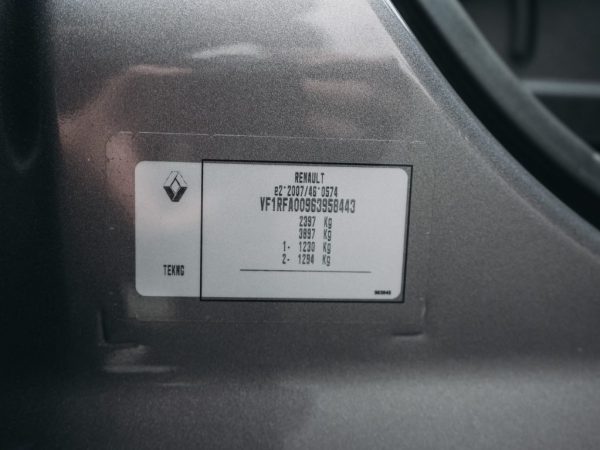 RENAULT
e2*2007/46*0574
VF1RFA00963958443
2397 Kg
3897 Kg
1- 1230 Kg
2- 1294 Kg
TEKNG